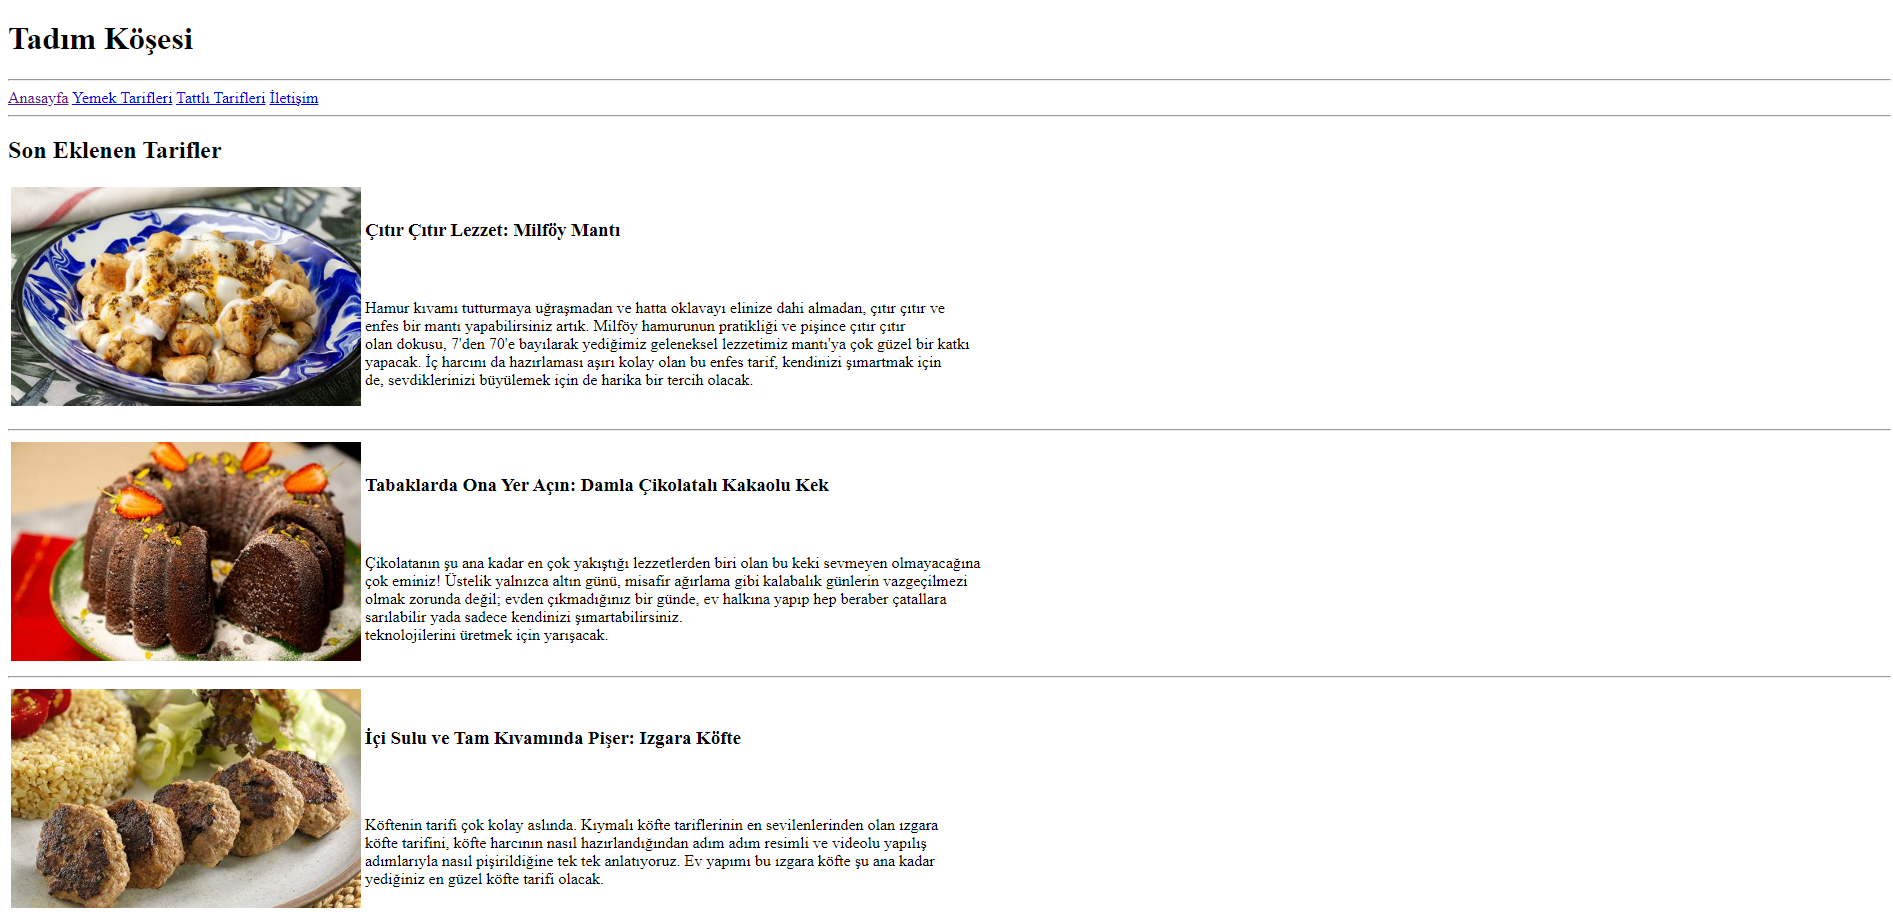 Tadım Köşesi
Anasayfa Yemek Tarifleri Tattlı Tarifleri İletişim
Son Eklenen Tarifler
Çıtır Çıtır Lezzet: Milföy Mantı
Hamur kıvamı tutturmaya uğraşmadan ve hatta oklavayı elinize dahi almadan, çıtır çıtır ve
enfes bir mantı yapabilirsiniz artık. Milföy hamurunun pratikliği ve pişince çıtır çıtır
olan dokusu, 7'den 70'e bayılarak yediğimiz geleneksel lezzetimiz mantı'ya çok güzel bir katkı
yapacak. İç harcını da hazırlaması aşırı kolay olan bu enfes tarif, kendinizi şımartmak için
de, sevdiklerinizi büyülemek için de harika bir tercih olacak.
Tabaklarda Ona Yer Açın: Damla Çikolatalı Kakaolu Kek
Çikolatanın şu ana kadar en çok yakıştığı lezzetlerden biri olan bu keki sevmeyen olmayacağına
çok eminiz! Üstelik yalnızca altın günü, misafir ağırlama gibi kalabalık günlerin vazgeçilmezi
olmak zorunda değil; evden çıkmadığınız bir günde, ev halkına yapıp hep beraber çatallara
sarılabilir yada sadece kendinizi şımartabilirsiniz.
teknolojilerini üretmek için yarışacak.
İçi Sulu ve Tam Kıvamında Pişer: Izgara Köfte
Köftenin tarifi çok kolay aslında. Kıymalı köfte tariflerinin en sevilenlerinden olan ızgara
köfte tarifini, köfte harcının nasıl hazırlandığından adım adım resimli ve videolu yapılış
adımlarıyla nasıl pişirildiğine tek tek anlatıyoruz. Ev yapımı bu ızgara köfte şu ana kadar
yediğiniz en güzel köfte tarifi olacak.